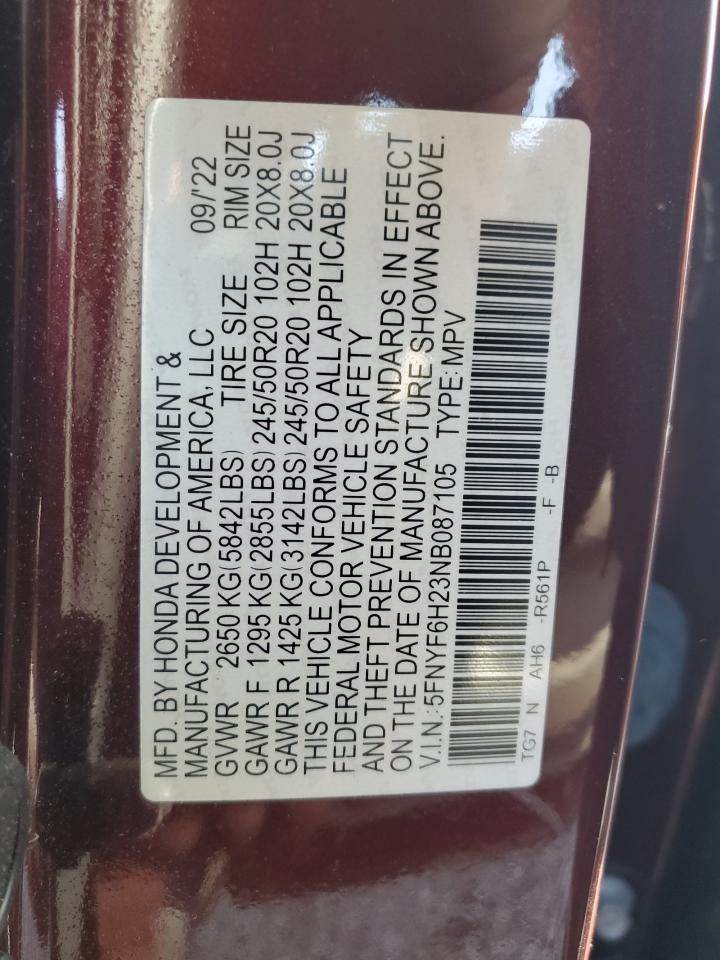 MFD. BY HONDA DEVELOPMENT &
MANUFACTURING OF AMERICA, LLC 09/'22
GVWR 2650 KG(5842LBS) TIRE SIZE RIM SIZE
GAWR F 1295 KG(2855LBS) 245/50R20 102H 20X8.0J
GAWR R 1425 KG(3142LBS) 245/50R20 102H 20X8.0J
THIS VEHICLE CONFORMS TO ALL APPLICABLE
FEDERAL MOTOR VEHICLE SAFETY
AND THEFT PREVENTION STANDARDS IN EFFECT
ON THE DATE OF MANUFACTURE SHOWN ABOVE.
V.I.N.: 5FNYF6H23NB087105 TYPE: MPV
TG7 N AH6 -R561P -F -B